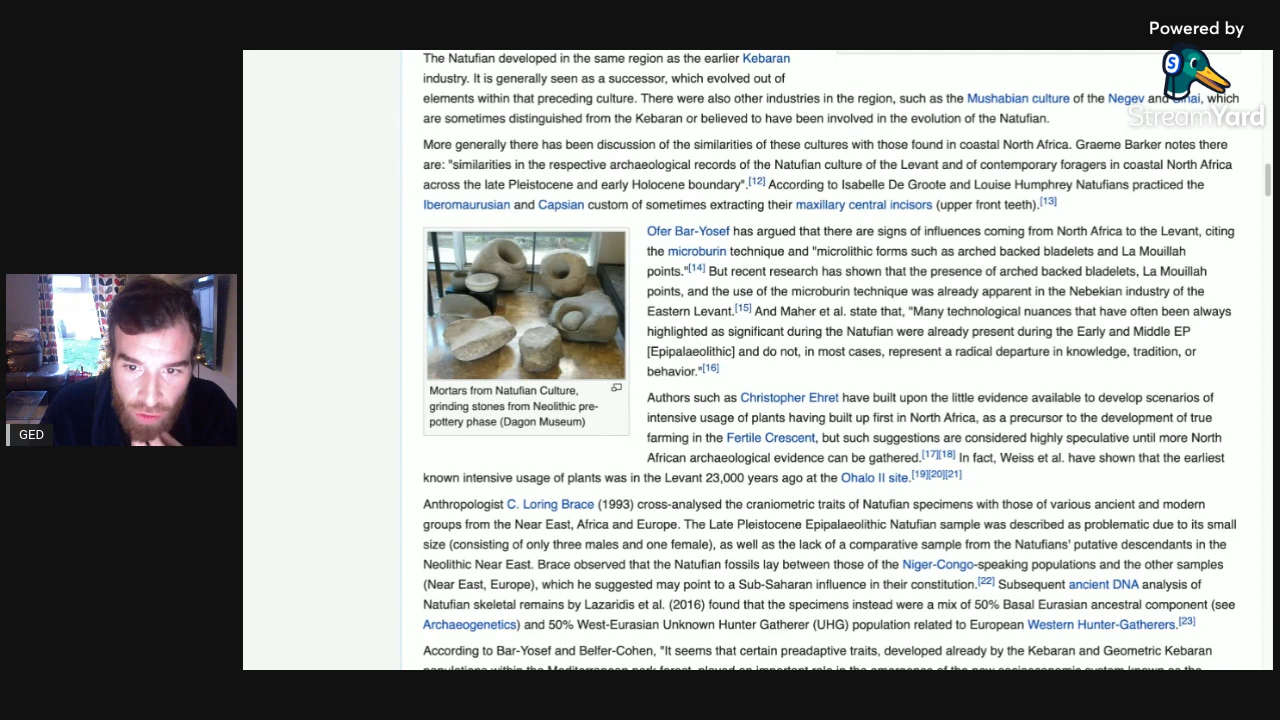 Powered by
StreamYard
The Natufian developed in the same region as the earlier Kebaran
industry. It is generally seen as a successor, which evolved out of
elements within that preceding culture. There were also other industries in the region, such as the Mushabian culture of the Negev and Sinai, which
are sometimes distinguished from the Kebaran or believed to have been involved in the evolution of the Natufian.
More generally there has been discussion of the similarities of these cultures with those found in coastal North Africa. Graeme Barker notes there
are: "similarities in the respective archaeological records of the Natufian culture of the Levant and of contemporary foragers in coastal North Africa
across the late Pleistocene and early Holocene boundary".[12] According to Isabelle De Groote and Louise Humphrey Natufians practiced the
Iberomaurusian and Capsian custom of sometimes extracting their maxillary central incisors (upper front teeth).[13]
Mortars from Natufian Culture,
grinding stones from Neolithic pre-
pottery phase (Dagon Museum)
Ofer Bar-Yosef has argued that there are signs of influences coming from North Africa to the Levant, citing
the microburin technique and "microlithic forms such as arched backed bladelets and La Mouillah
points."[14] But recent research has shown that the presence of arched backed bladelets, La Mouillah
points, and the use of the microburin technique was already apparent in the Nebekian industry of the
Eastern Levant.[15] And Maher et al. state that, "Many technological nuances that have often been always
highlighted as significant during the Natufian were already present during the Early and Middle EP
[Epipalaeolithic] and do not, in most cases, represent a radical departure in knowledge, tradition, or
behavior."[16]
Authors such as Christopher Ehret have built upon the little evidence available to develop scenarios of
intensive usage of plants having built up first in North Africa, as a precursor to the development of true
farming in the Fertile Crescent, but such suggestions are considered highly speculative until more North
African archaeological evidence can be gathered.[17][18] In fact, Weiss et al. have shown that the earliest
known intensive usage of plants was in the Levant 23,000 years ago at the Ohalo II site.[19][20][21]
Anthropologist C. Loring Brace (1993) cross-analysed the craniometric traits of Natufian specimens with those of various ancient and modern
groups from the Near East, Africa and Europe. The Late Pleistocene Epipalaeolithic Natufian sample was described as problematic due to its small
size (consisting of only three males and one female), as well as the lack of a comparative sample from the Natufians' putative descendants in the
Neolithic Near East. Brace observed that the Natufian fossils lay between those of the Niger-Congo-speaking populations and the other samples
(Near East, Europe), which he suggested may point to a Sub-Saharan influence in their constitution.[22] Subsequent ancient DNA analysis of
Natufian skeletal remains by Lazaridis et al. (2016) found that the specimens instead were a mix of 50% Basal Eurasian ancestral component (see
Archaeogenetics) and 50% West-Eurasian Unknown Hunter Gatherer (UHG) population related to European Western Hunter-Gatherers.[23]
According to Bar-Yosef and Belfer-Cohen, "It seems that certain preadaptive traits, developed already by the Kebaran and Geometric Kebaran
populations within the Mediterranean park forest, played an important role in the emergence of the new socioeconomic system known as the
GED